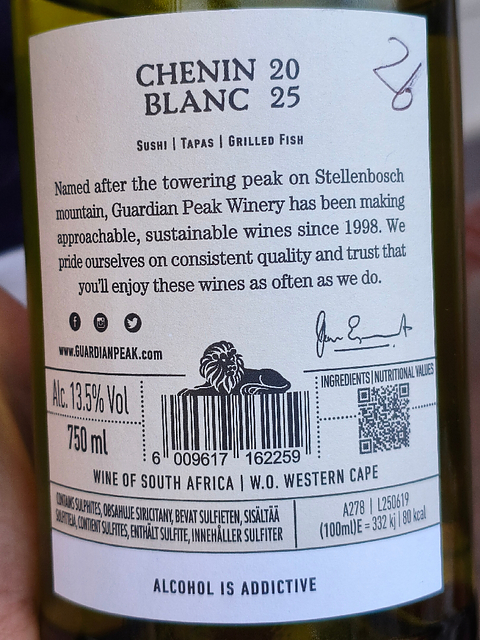 CHENIN 20
BLANC 25
26
SUSHI | TAPAS | GRILLED FISH
Named after the towering peak on Stellenbosch
mountain, Guardian Peak Winery has been making
approachable, sustainable wines since 1998. We
pride ourselves on consistent quality and trust that
you'll enjoy these wines as often as we do.
www.GUARDIANPEAK.com
INGREDIENTS | NUTRITIONAL VALUES
Alc. 13.5% Vol
750 ml
6 009617 162259
WINE OF SOUTH AFRICA | W.O. WESTERN CAPE
CONTAINS SULPHITES, OBSAHUJE SIRICITANY, BEVAT SULFIETEN, SISÄLTÄÄ
SULFIITEJA, CONTIENT SULFITES, ENTHÄLT SULFITE, INNEHÅLLER SULFITER
A278 | L250619
(100ml)E = 332 kj | 80 kcal
ALCOHOL IS ADDICTIVE